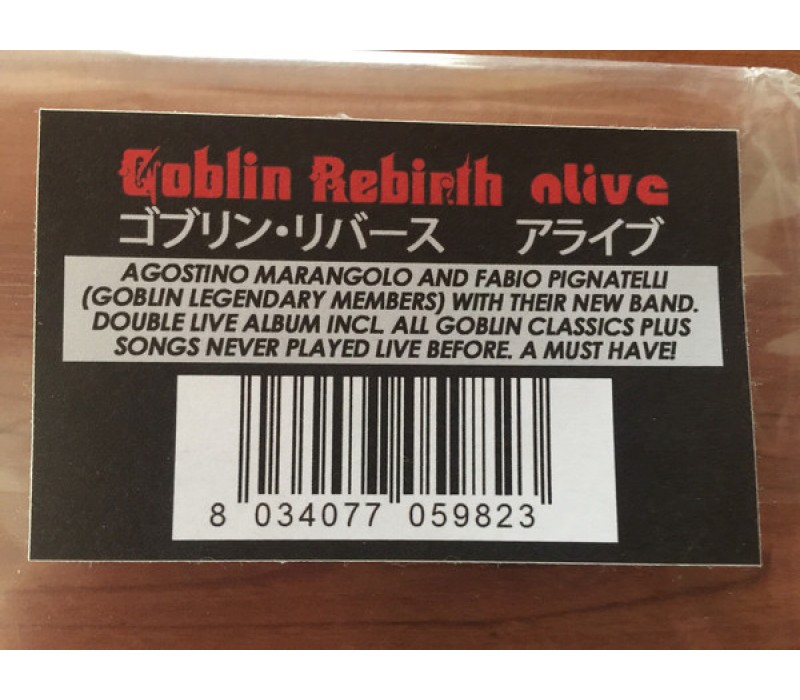 Goblin Rebirth alive
ゴブリン・リバース アライブ
AGOSTINO MARANGOLO AND FABIO PIGNATELLI
(GOBLIN LEGENDARY MEMBERS) WITH THEIR NEW BAND.
DOUBLE LIVE ALBUM INCL. ALL GOBLIN CLASSICS PLUS
SONGS NEVER PLAYED LIVE BEFORE. A MUST HAVE!
8 034077 059823